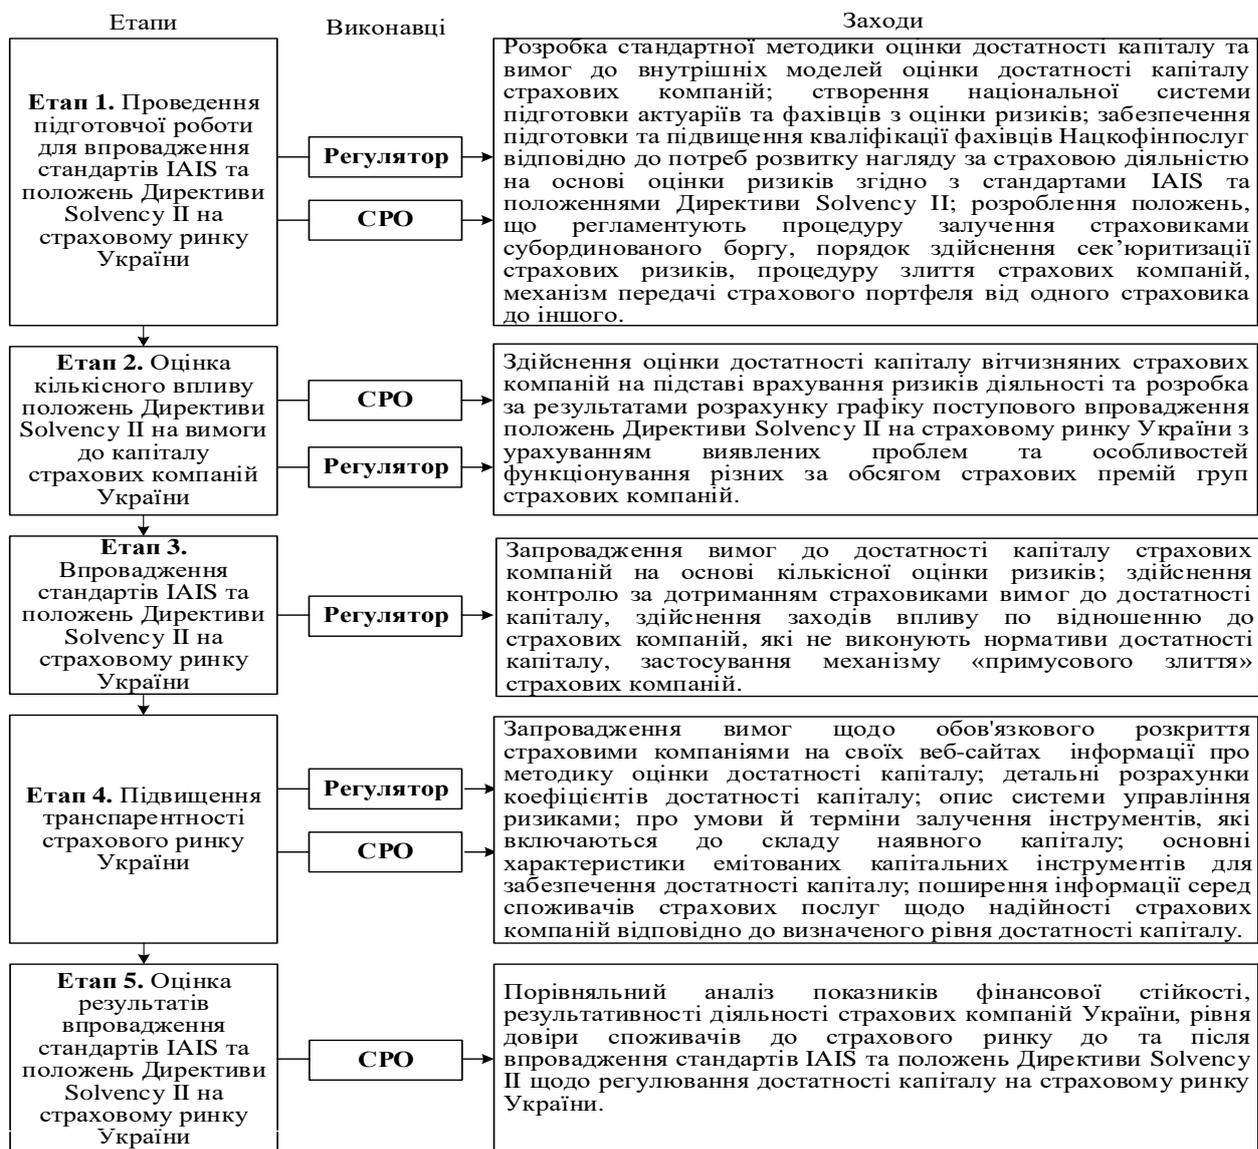 Етапи
Виконавці
Заходи
Етап 1. Проведення
підготовчої роботи
для впровадження
стандартів IAIS та
положень Директиви
Solvency II на
страховому ринку
України
Регулятор
СРО
Розробка стандартної методики оцінки достатності капіталу та
вимог до внутрішніх моделей оцінки достатності капіталу
страхових компаній; створення національної системи
підготовки актуаріїв та фахівців з оцінки ризиків; забезпечення
підготовки та підвищення кваліфікації фахівців Нацкофінпослуг
відповідно до потреб розвитку нагляду за страховою діяльністю
на основі оцінки ризиків згідно з стандартами IAIS та
положеннями Директиви Solvency II; розроблення положень,
що регламентують процедуру залучення страховиками
субординованого боргу, порядок здійснення сек’юритизації
страхових ризиків, процедуру злиття страхових компаній,
механізм передачі страхового портфеля від одного страховика
до іншого.
Етап 2. Оцінка
кількісного впливу
положень Директиви
Solvency II на вимоги
до капіталу
страхових компаній
України
СРО
Регулятор
Здійснення оцінки достатності капіталу вітчизняних страхових
компаній на підставі врахування ризиків діяльності та розробка
за результатами розрахунку графіку поступового впровадження
положень Директиви Solvency II на страховому ринку України з
урахуванням виявлених проблем та особливостей
функціонування різних за обсягом страхових премій груп
страхових компаній.
Етап 3.
Впровадження
стандартів IAIS та
положень Директиви
Solvency II на
страховому ринку
України
Регулятор
Запровадження вимог до достатності капіталу страхових
компаній на основі кількісної оцінки ризиків; здійснення
контролю за дотриманням страховиками вимог до достатності
капіталу, здійснення заходів впливу по відношенню до
страхових компаній, які не виконують нормативи достатності
капіталу, застосування механізму «примусового злиття»
страхових компаній.
Етап 4. Підвищення
транспарентності
страхового ринку
України
Регулятор
СРО
Запровадження вимог щодо обов'язкового розкриття
страховими компаніями на своїх веб-сайтах інформації про
методику оцінки достатності капіталу; детальні розрахунки
коефіцієнтів достатності капіталу; опис системи управління
ризиками; про умови й терміни залучення інструментів, які
включаються до складу наявного капіталу; основні
характеристики емітованих капітальних інструментів для
забезпечення достатності капіталу; поширення інформації серед
споживачів страхових послуг щодо надійності страхових
компаній відповідно до визначеного рівня достатності капіталу.
Етап 5. Оцінка
результатів
впровадження
стандартів IAIS та
положень Директиви
Solvency II на
страховому ринку
України
СРО
Порівняльний аналіз показників фінансової стійкості,
результативності діяльності страхових компаній України, рівня
довіри споживачів до страхового ринку до та після
впровадження стандартів IAIS та положень Директиви Solvency
II щодо регулювання достатності капіталу на страховому ринку
України.